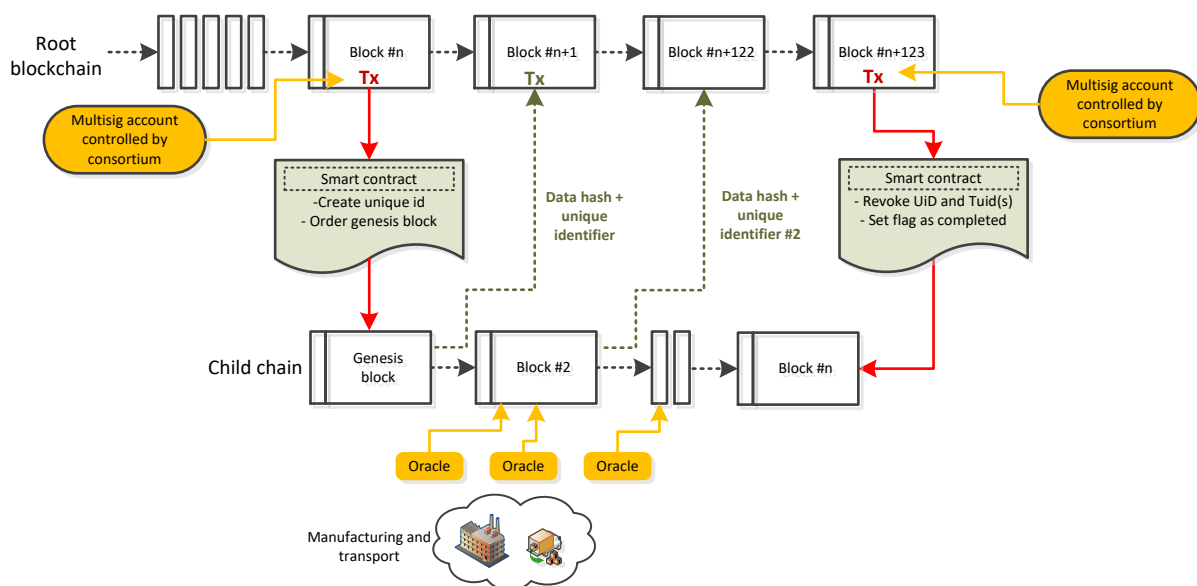 Root
blockchain
Block #n
Tx
Block #n+1
Tx
Block #n+122
Block #n+123
Tx
Multisig account
controlled by
consortium
Multisig account
controlled by
consortium
Smart contract
-Create unique id
- Order genesis block
Data hash +
unique
identifier
Data hash +
unique
identifier #2
Smart contract
- Revoke UiD and Tuid(s)
- Set flag as completed
Child chain
Genesis
block
Block #2
Block #n
Oracle
Oracle
Oracle
Manufacturing and
transport